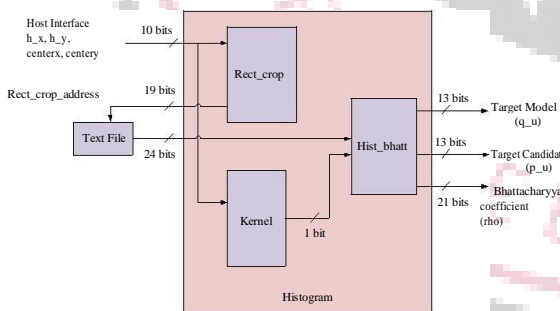 Host Interface
h_x, h_y,
centerx, centery
10 bits
Rect_crop
Rect_crop_address
19 bits
Text File
24 bits
Hist_bhatt
13 bits
Target Model
(q_u)
13 bits
Target Candidat
(p_u)
21 bits
Bhattacharyya
coefficient
(rho)
Kernel
1 bit
Histogram